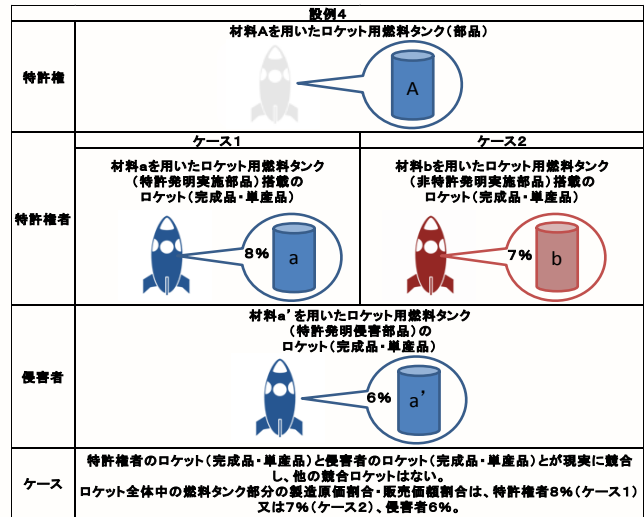 設例４
特許権
材料Aを用いたロケット用燃料タンク（部品）
A
特許権者
ケース１
材料aを用いたロケット用燃料タンク
（特許発明実施部品）搭載の
ロケット（完成品・単産品）
８％
a
ケース２
材料bを用いたロケット用燃料タンク
（非特許発明実施部品）搭載の
ロケット（完成品・単産品）
７％
b
侵害者
材料a’を用いたロケット用燃料タンク
（特許発明侵害部品）の
ロケット（完成品・単産品）
６％
a’
ケース
特許権者のロケット（完成品・単産品）と侵害者のロケット（完成品・単産品）とが現実に競合
し、他の競合ロケットはない。
ロケット全体中の燃料タンク部分の製造原価割合・販売価額割合は、特許権者８％（ケース１）
又は７％（ケース２）、侵害者６％。